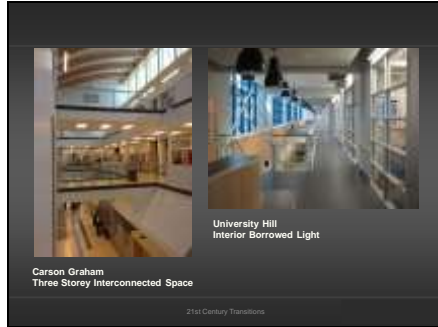 University Hill
Interior Borrowed Light
Carson Graham
Three Storey Interconnected Space
21st Century Transitions